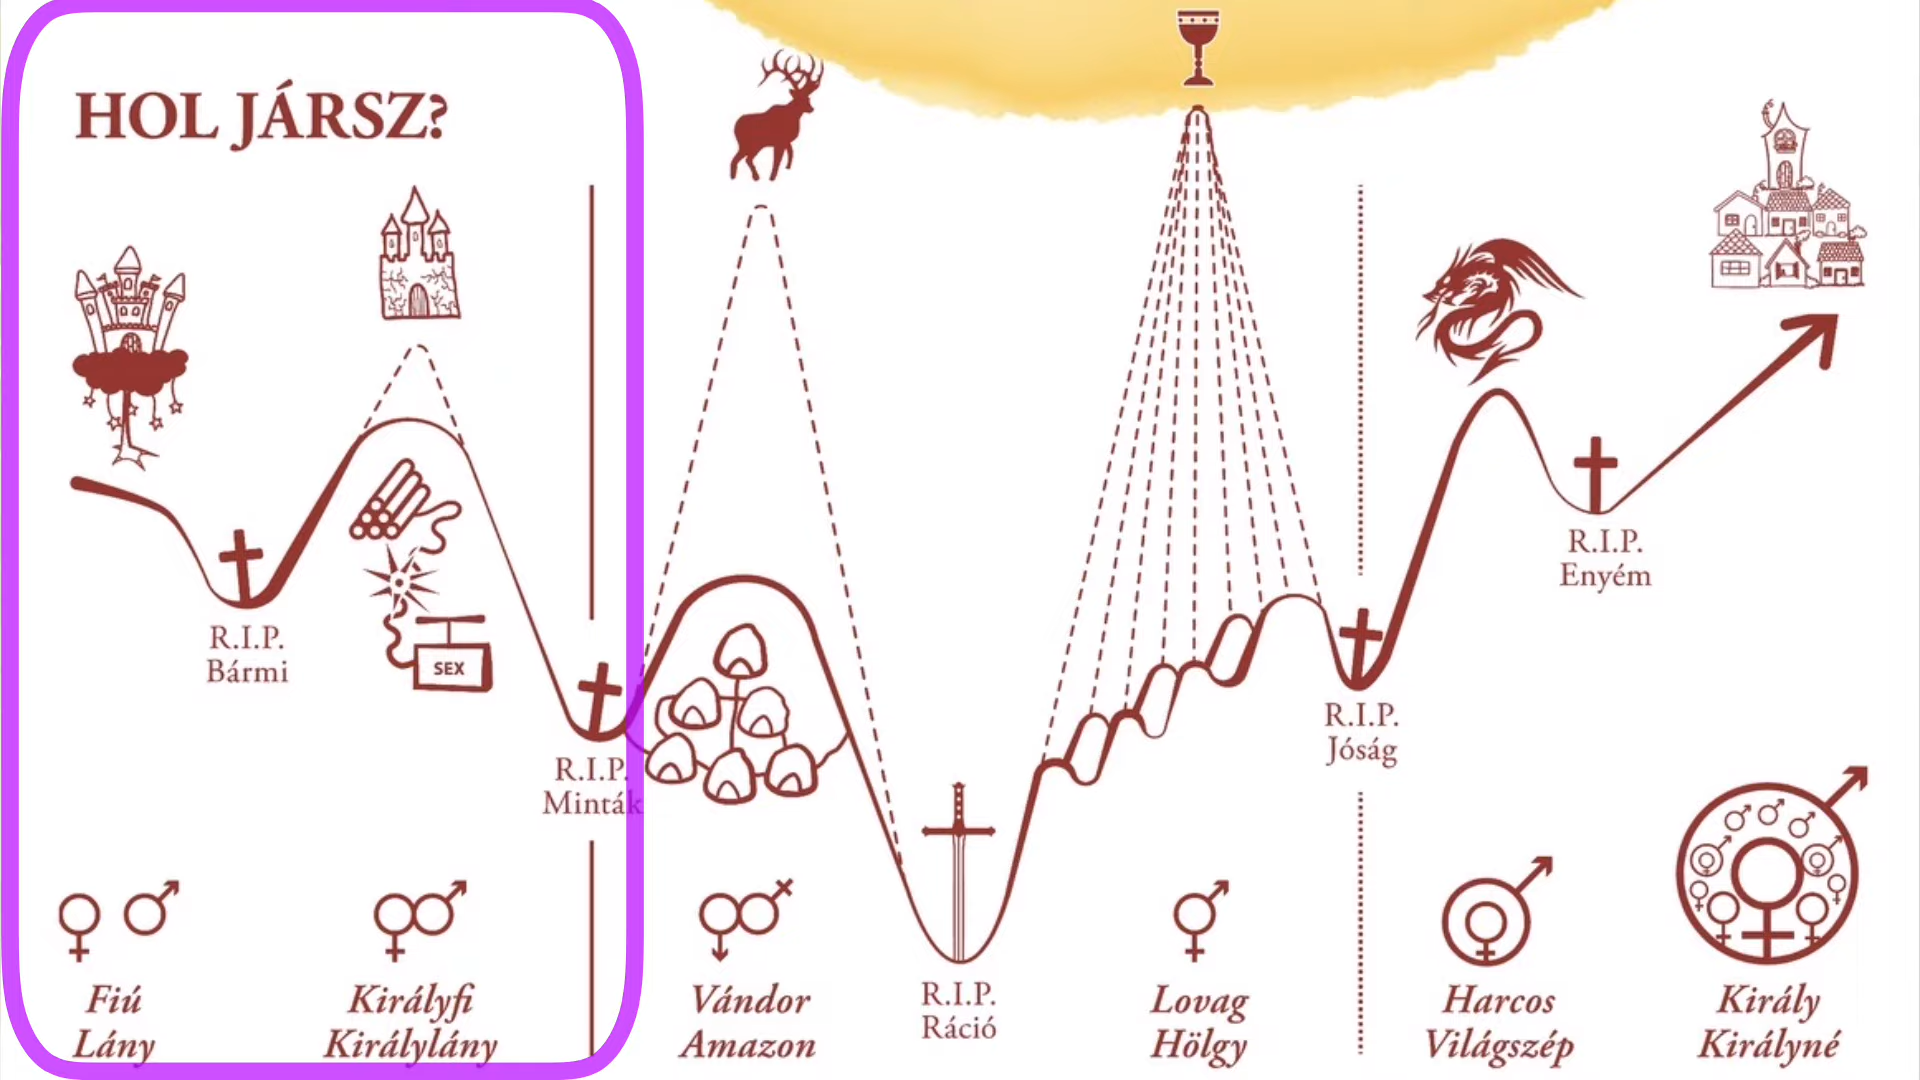 HOL JÁRSZ?
R.I.P.
Bármi
SEX
R.I.P.
Minták
R.I.P.
Ráció
R.I.P.
Jóság
R.I.P.
Enyém
Fiú
Lány
Királyfi
Királylány
Vándor
Amazon
Lovag
Hölgy
Harcos
Világszép
Király
Királyné